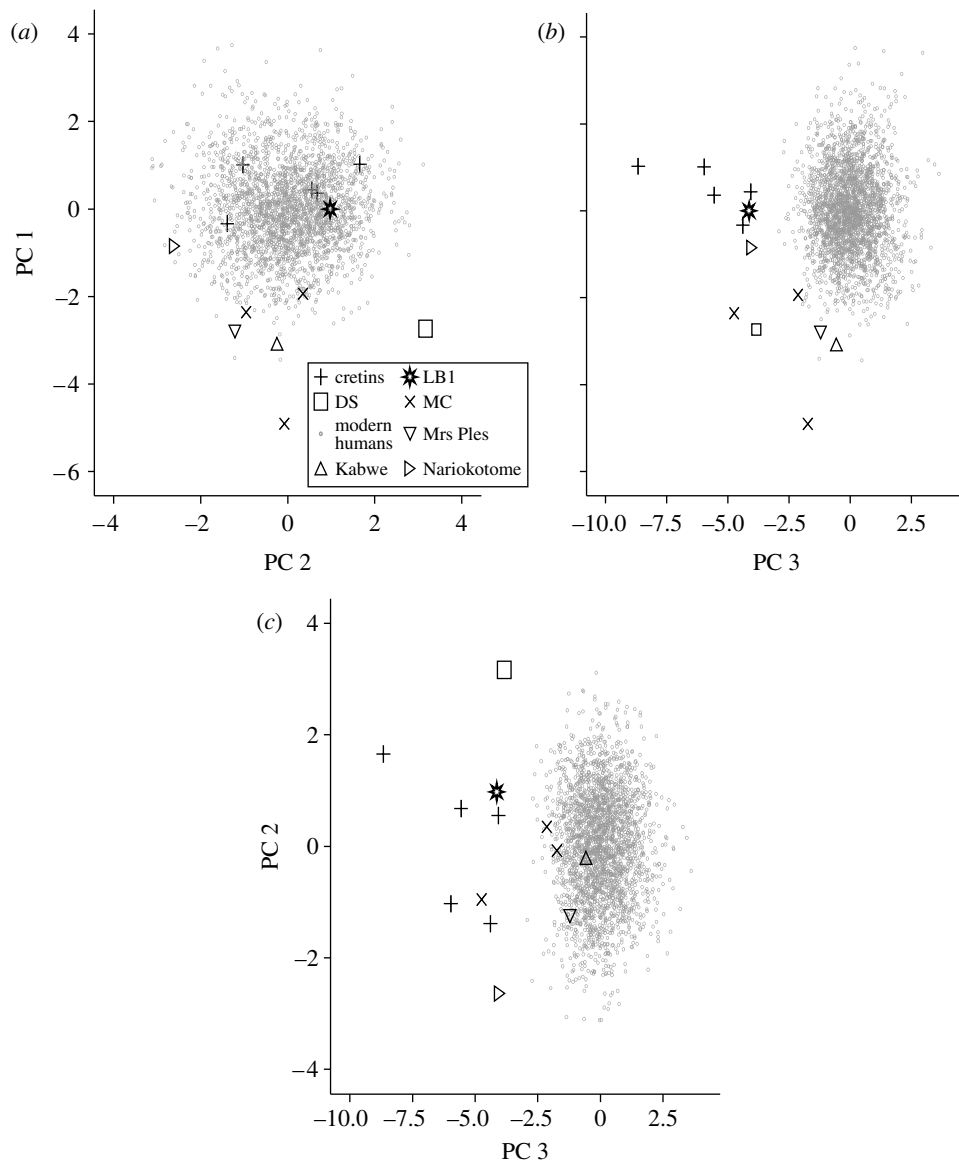 (a)
4
2
0
−2
−4
−6
PC 1
−4 −2 0 2 4
PC 2
cretins LB1
DS MC
modern
humans Mrs Ples
Kabwe Nariokotome
(b)
−10.0 −7.5 −5.0 −2.5 0 2.5
PC 3
(c)
4
2
0
−2
−4
PC 2
−10.0 −7.5 −5.0 −2.5 0 2.5
PC 3